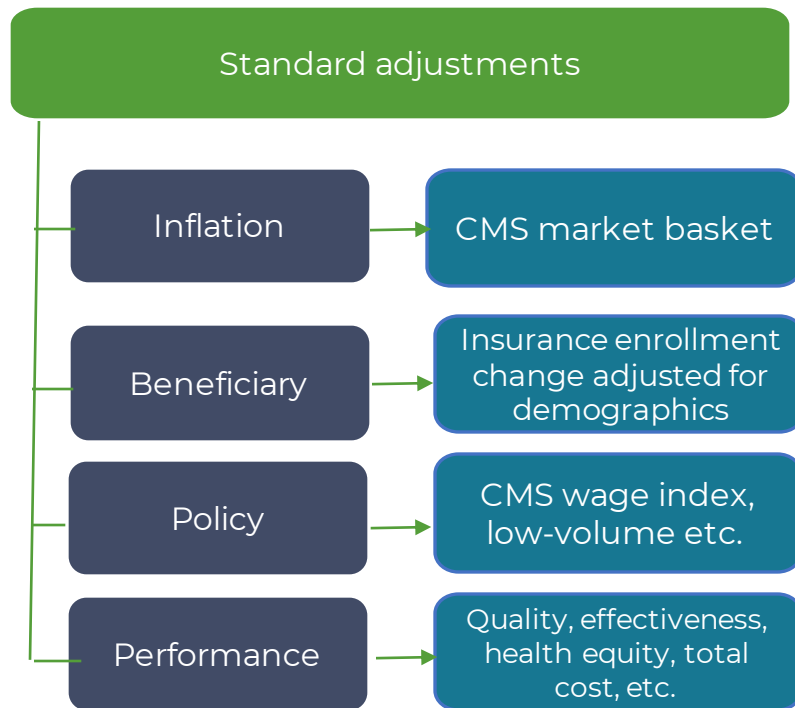 Standard adjustments
Inflation
CMS market basket
Beneficiary
Insurance enrollment
change adjusted for
demographics
Policy
CMS wage index,
low-volume etc.
Performance
Quality, effectiveness,
health equity, total
cost, etc.